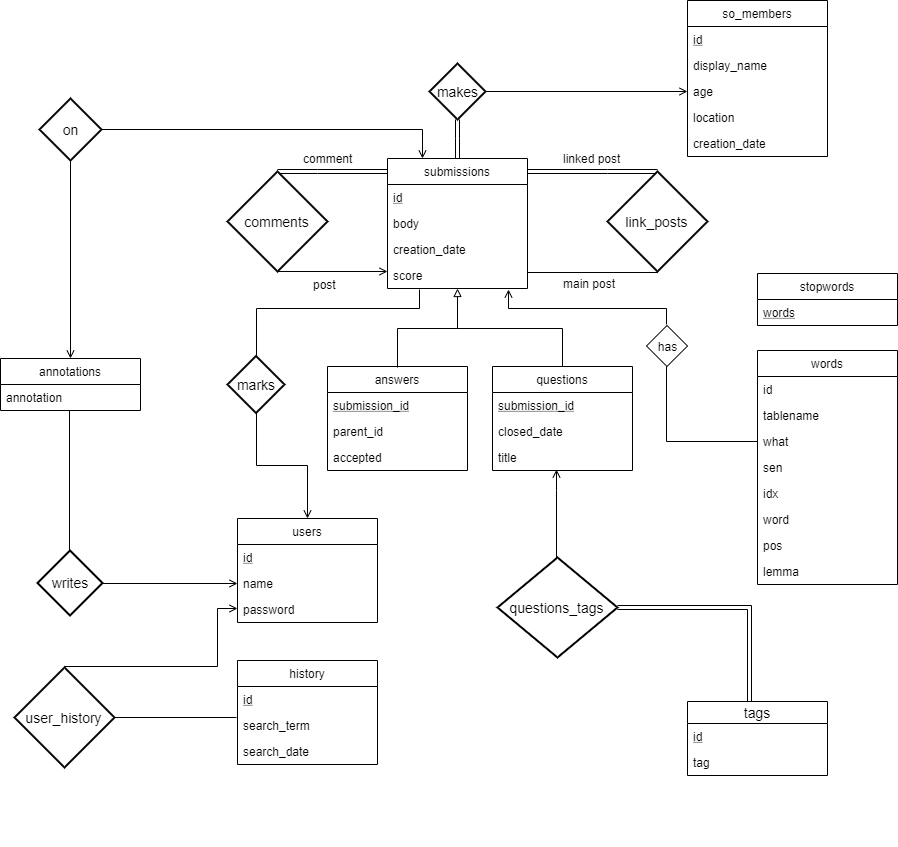 so_members
id
display_name
age
location
creation_date
makes
on
comment
linked post
submissions
id
body
creation_date
score
comments
link_posts
post
main post
stopwords
words
has
words
id
tablename
what
sen
idx
word
pos
lemma
annotations
annotation
marks
answers
submission_id
parent_id
accepted
questions
submission_id
closed_date
title
users
id
name
password
writes
questions_tags
user_history
history
id
search_term
search_date
tags
id
tag